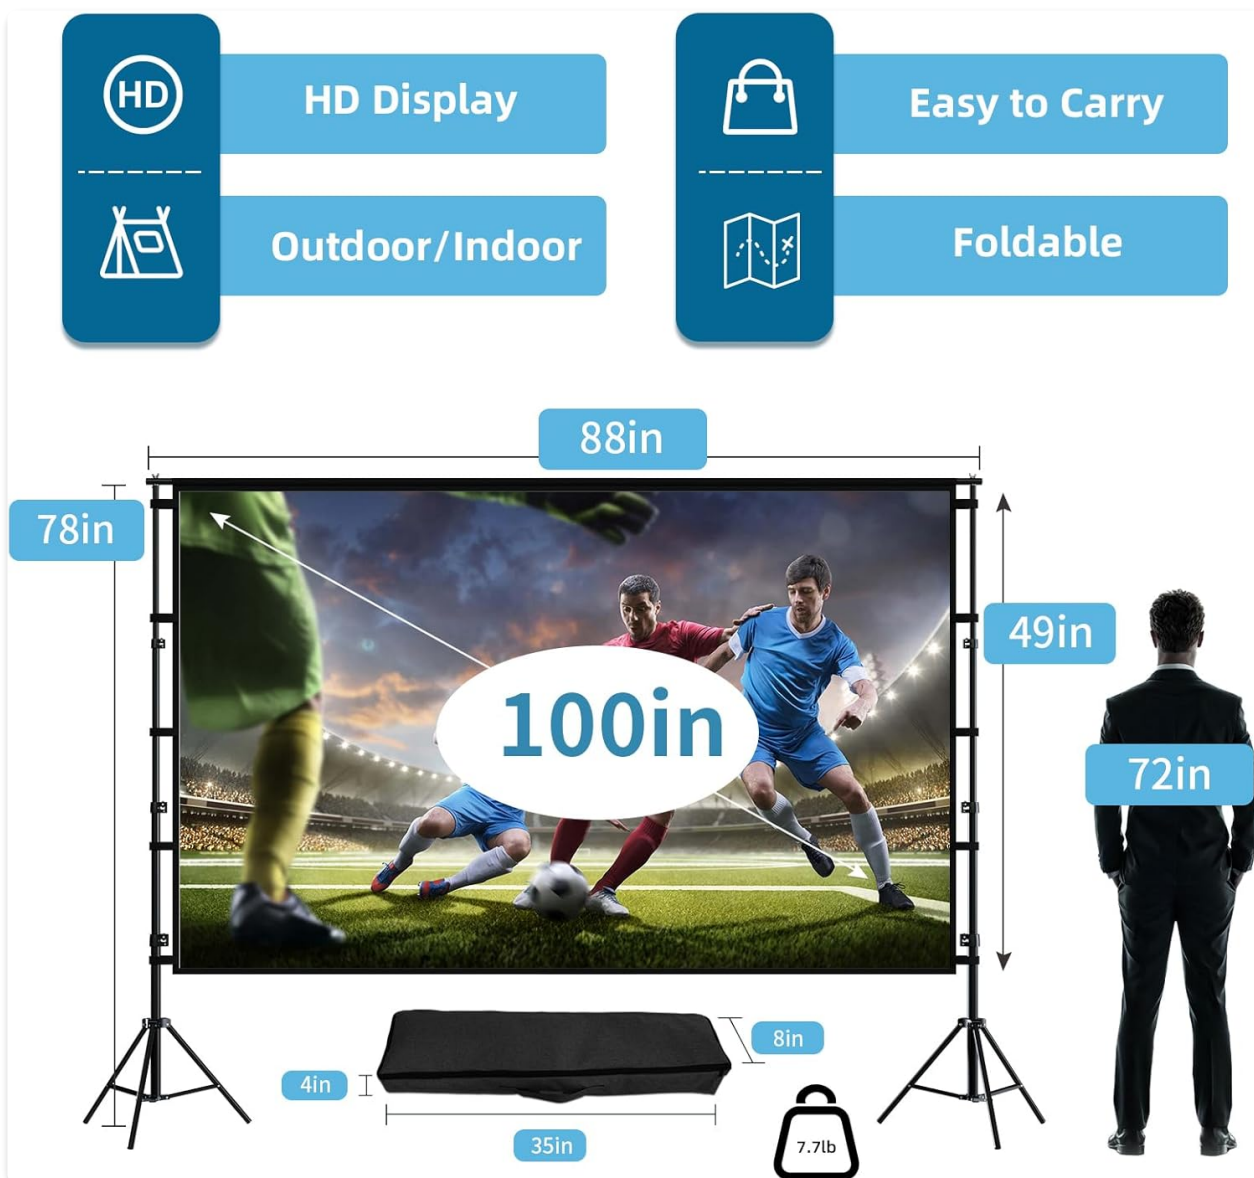 HD
HD Display
Outdoor/Indoor
Easy to Carry
Foldable
88in
78in
49in
100in
72in
8in
4in
35in
7.7lb